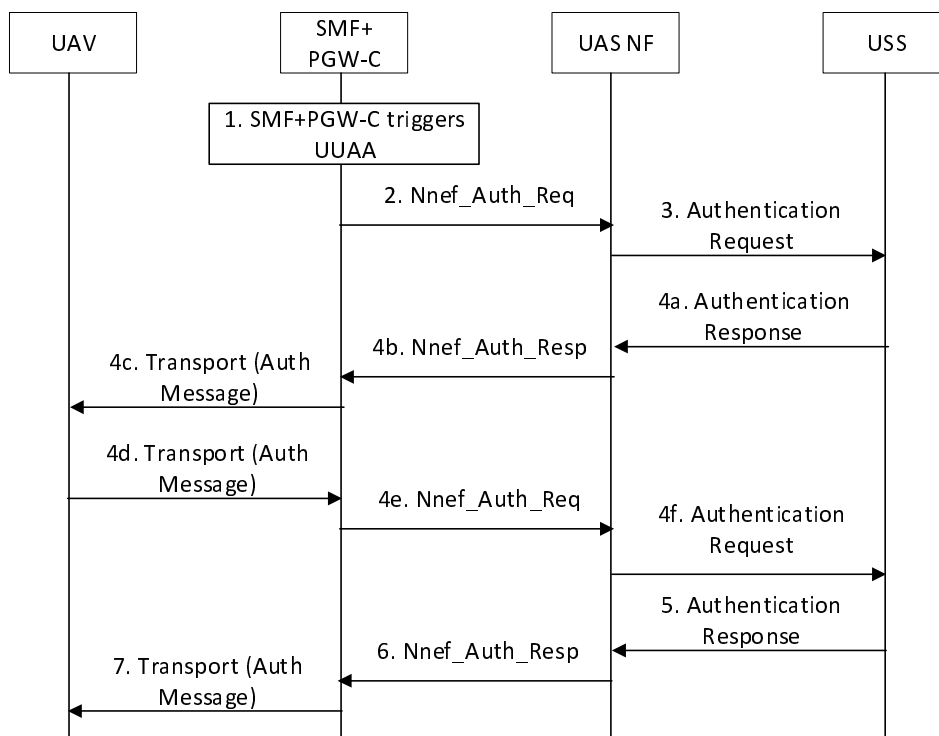 UAV
SMF+
PGW-C
UAS NF
USS
1. SMF+PGW-C triggers
UUAA
2. Nnef_Auth_Req
3. Authentication
Request
4a. Authentication
Response
4b. Nnef_Auth_Resp
4c. Transport (Auth
Message)
4d. Transport (Auth
Message)
4e. Nnef_Auth_Req
4f. Authentication
Request
5. Authentication
Response
6. Nnef_Auth_Resp
7. Transport (Auth
Message)